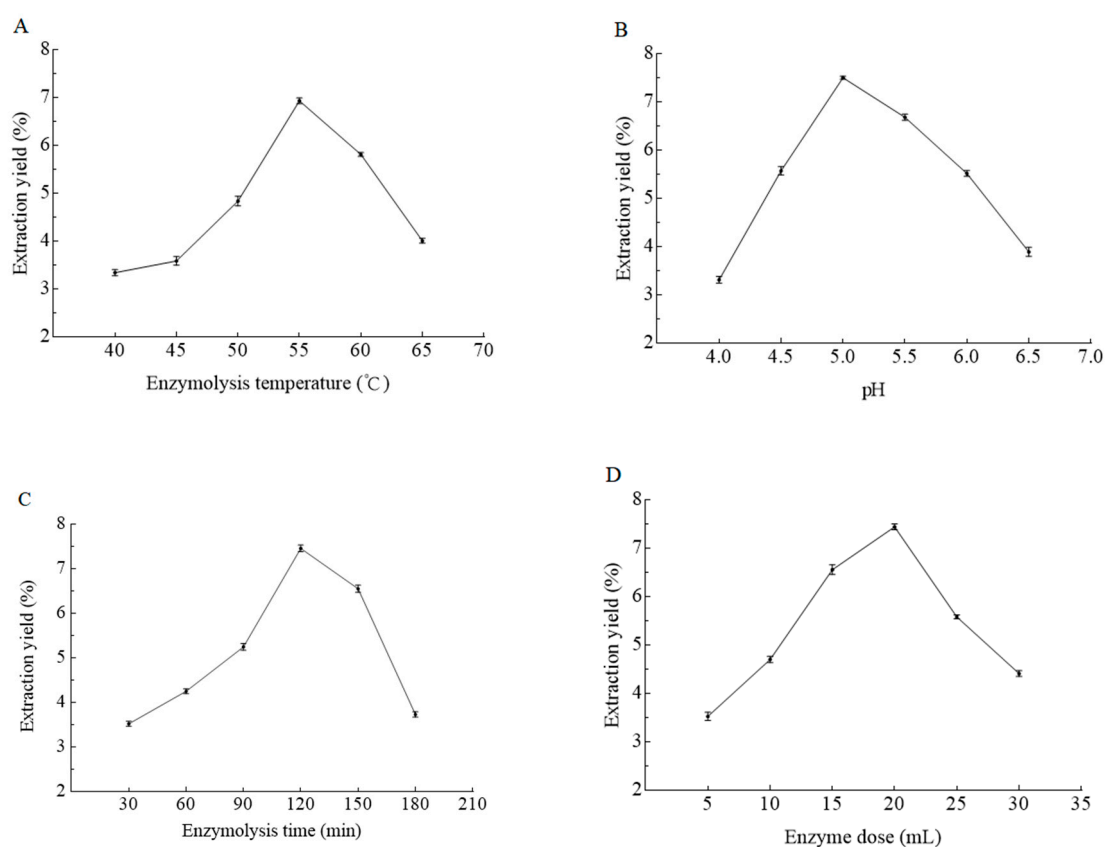 A
Extraction yield (%)
8
7
6
5
4
3
2
40 45 50 55 60 65 70
Enzymolysis temperature (℃)
B
Extraction yield (%)
8
7
6
5
4
3
2
4.0 4.5 5.0 5.5 6.0 6.5 7.0
pH
C
Extraction yield (%)
8
7
6
5
4
3
2
30 60 90 120 150 180 210
Enzymolysis time (min)
D
Extraction yield (%)
8
7
6
5
4
3
2
5 10 15 20 25 30 35
Enzyme dose (mL)